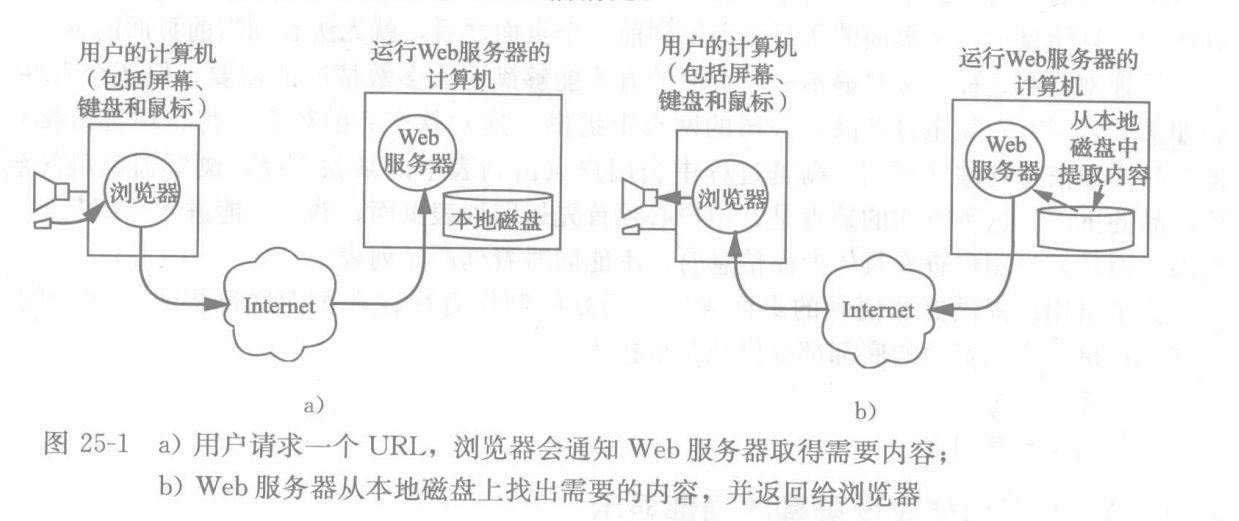 用户的计算机
（包括屏幕、
键盘和鼠标）
运行Web服务器的
计算机
Web
服务器
浏览器
本地磁盘
Internet
a）
用户的计算机
（包括屏幕、
键盘和鼠标）
运行Web服务器的
计算机
Web
服务器
从本地
磁盘中
提取内容
浏览器
Internet
b）
图 25-1 a）用户请求一个 URL，浏览器会通知 Web 服务器取得需要内容；
b）Web 服务器从本地磁盘上找出需要的内容，并返回给浏览器